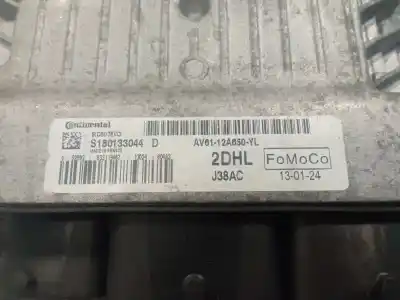 Continental
S180133044 D
AV61-12A650-YL
2DHL
FoMoCo
J38AC
13-01-24